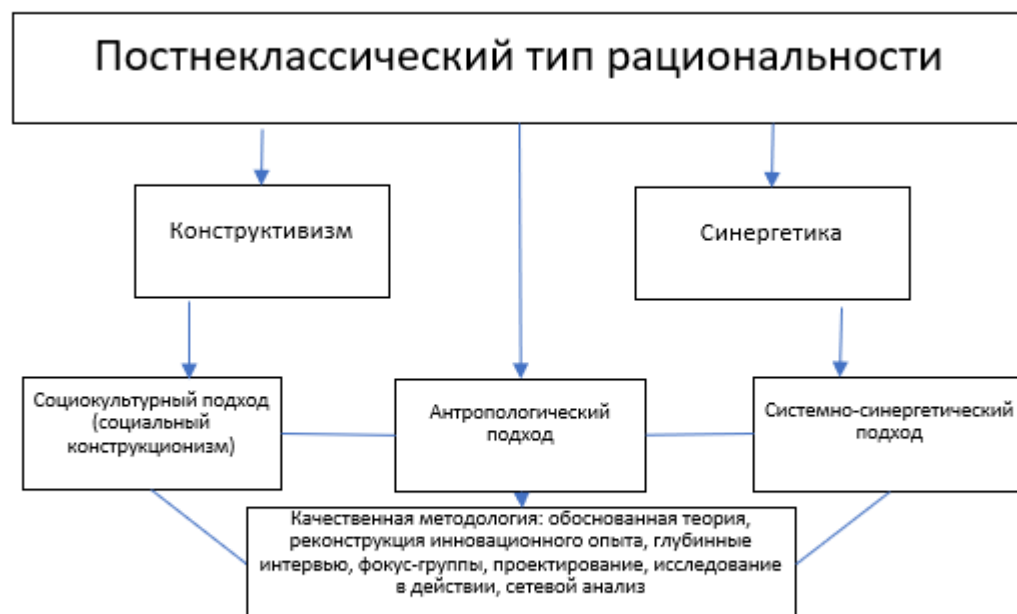 Постнеклассический тип рациональности
Конструктивизм
Синергетика
Социокультурный подход
(социальный
конструкционизм)
Антропологический
подход
Системно-синергетический
подход
Качественная методология: обоснованная теория,
реконструкция инновационного опыта, глубинные
интервью, фокус-группы, проектирование, исследование
в действии, сетевой анализ